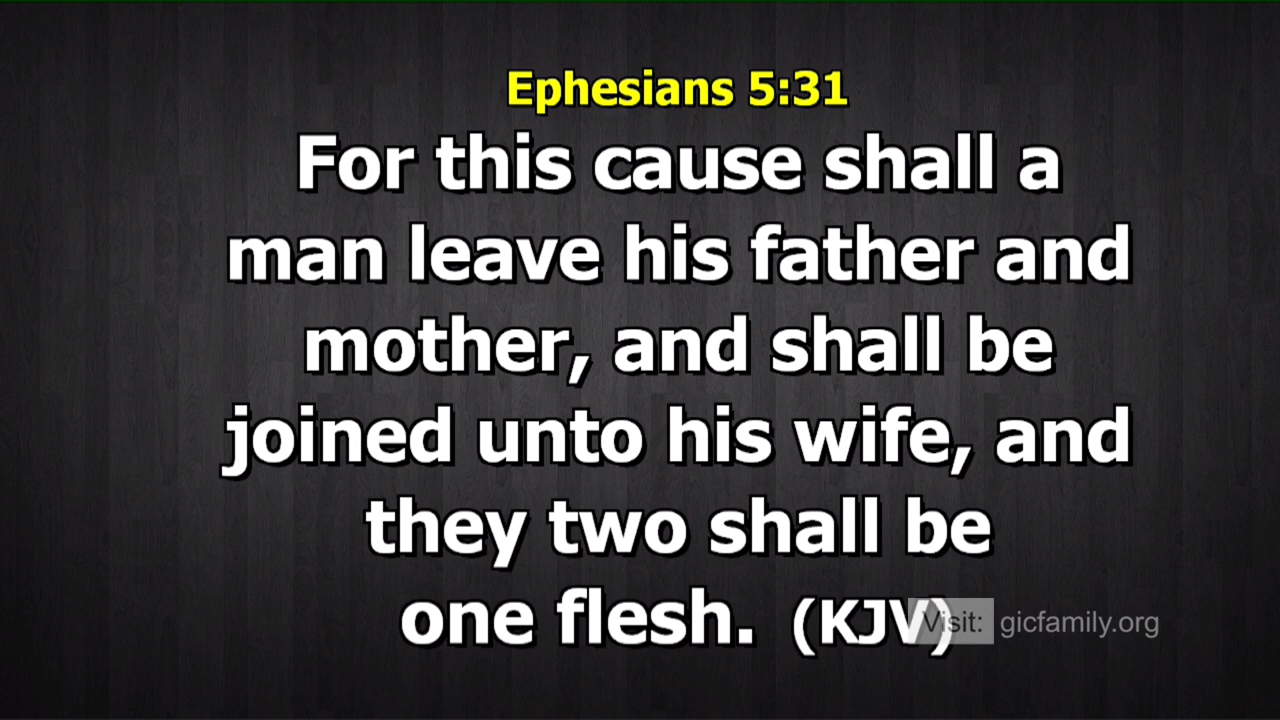 Ephesians 5:31
For this cause shall a
man leave his father and
mother, and shall be
joined unto his wife, and
they two shall be
one flesh. (KJV)
Visit: gicfamily.org